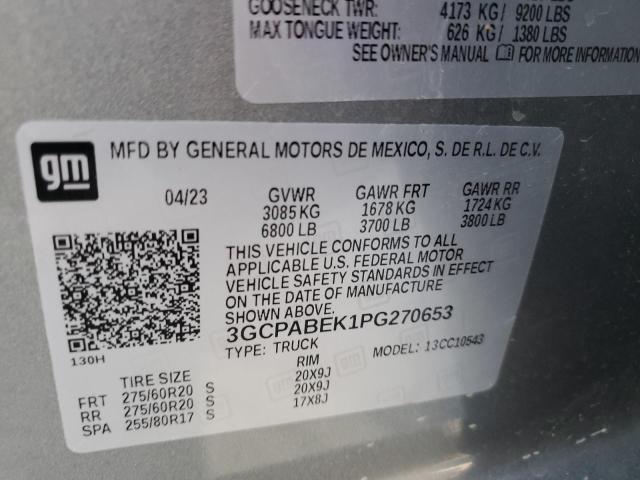 GOOSENECK TWR: 4173 KG/ 9200 LBS
MAX TONGUE WEIGHT: 626 KG/ 1380 LBS
SEE OWNER'S MANUAL FOR MORE INFORMATION
gm
MFD BY GENERAL MOTORS DE MEXICO, S. DE R.L. DE C.V.
04/23 GVWR GAWR FRT GAWR RR
3085 KG 1678 KG 1724 KG
6800 LB 3700 LB 3800 LB
THIS VEHICLE CONFORMS TO ALL
APPLICABLE U.S. FEDERAL MOTOR
VEHICLE SAFETY STANDARDS IN EFFECT
ON THE DATE OF MANUFACTURE
SHOWN ABOVE.
3GCPABEK1PG270653
130H
TYPE: TRUCK MODEL: 13CC10543
TIRE SIZE RIM
FRT 275/60R20 S 20X9J
RR 275/60R20 S 20X9J
SPA 255/80R17 S 17X8J